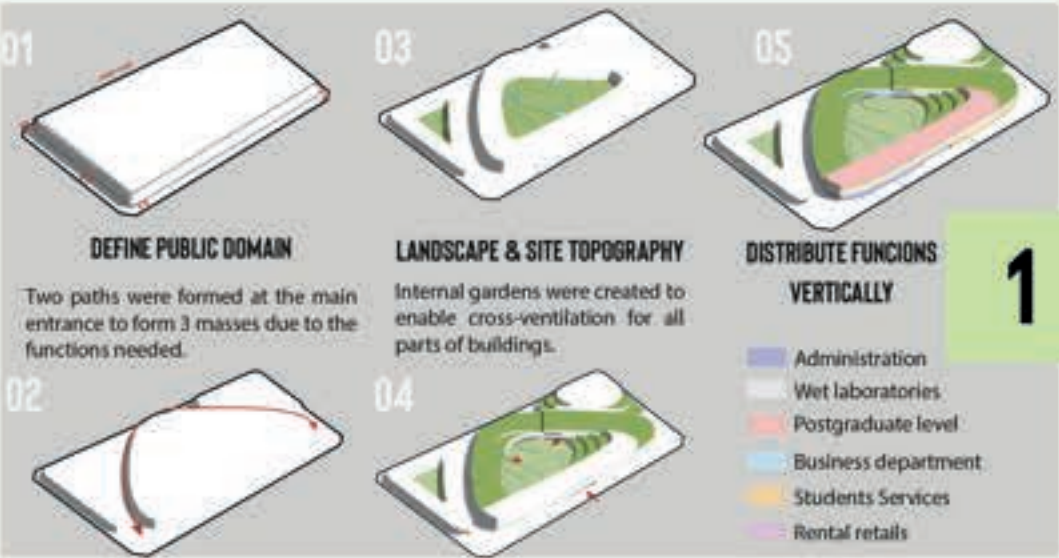 01
DEFINE PUBLIC DOMAIN
Two paths were formed at the main
entrance to form 3 masses due to the
functions needed.
02
03
LANDSCAPE & SITE TOPOGRAPHY
Internal gardens were created to
enable cross-ventilation for all
parts of buildings.
04
05
DISTRIBUTE FUNCIONS
VERTICALLY
Administration
Wet laboratories
Postgraduate level
Business department
Students Services
Rental retails
1